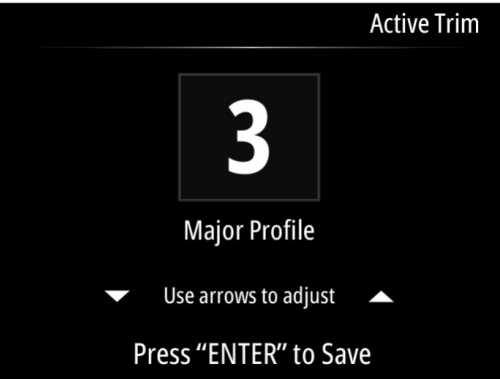 Active Trim
3
Major Profile
Use arrows to adjust
Press “ENTER” to Save